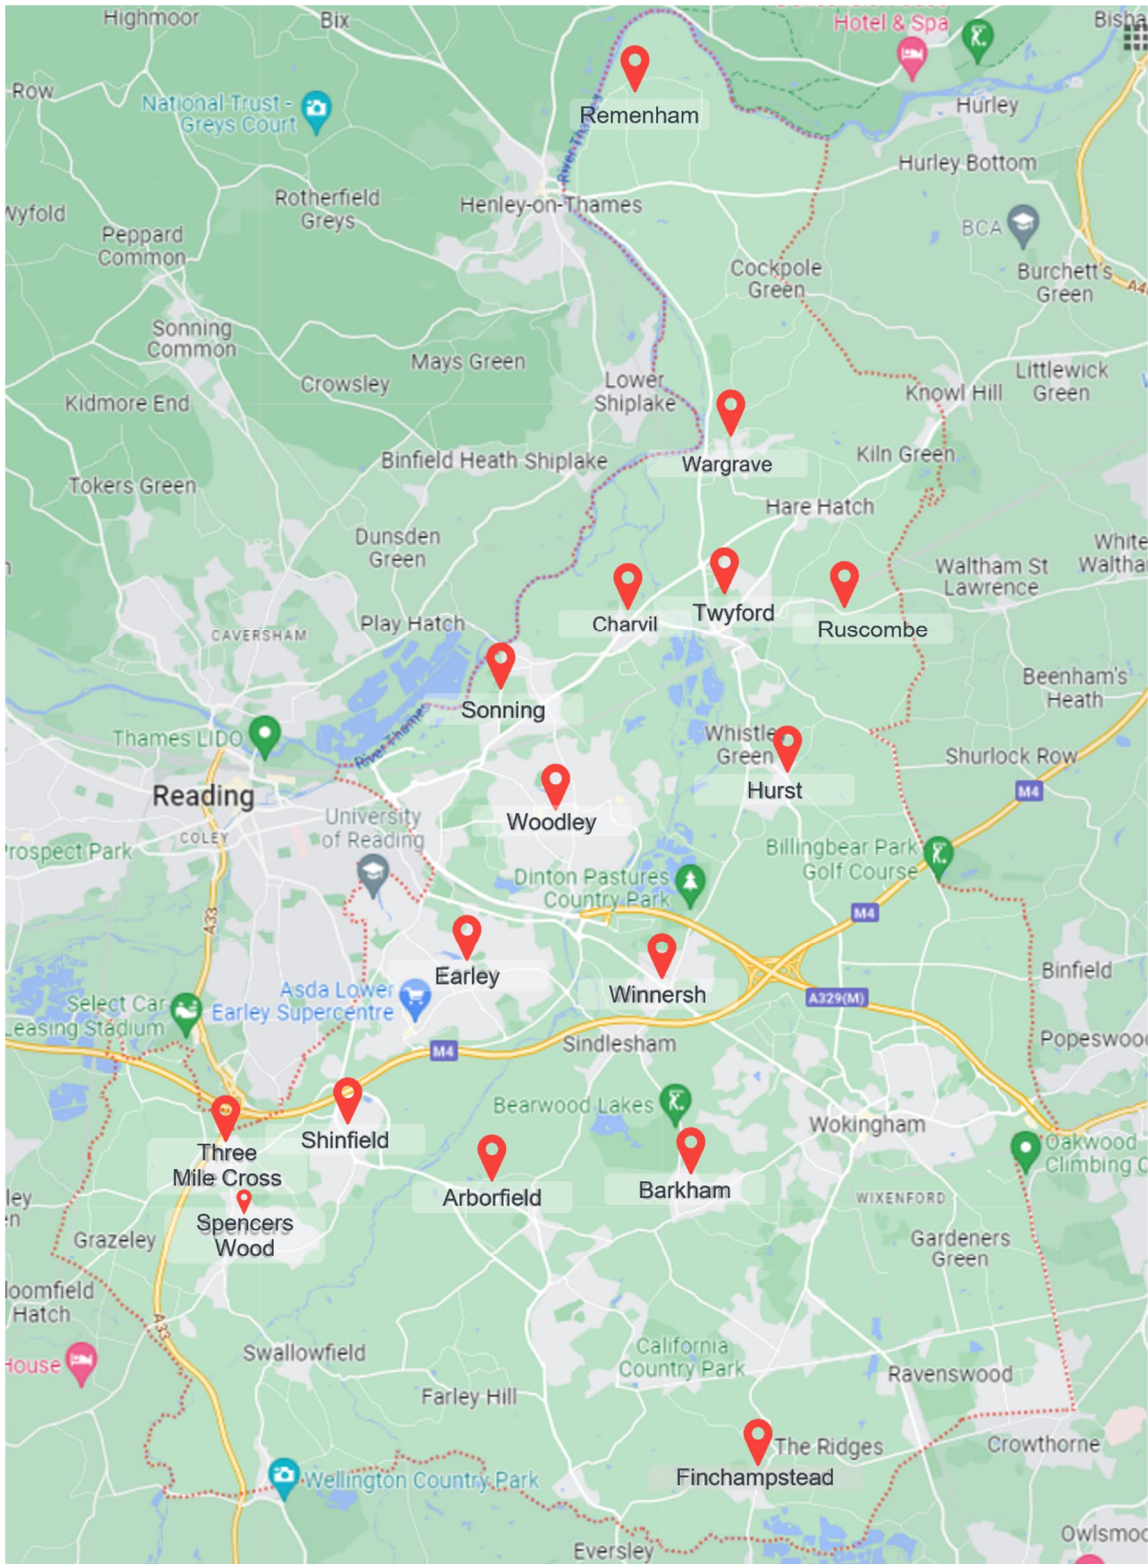 Highmoor
Bix
Hotel & Spa
Row
National Trust -
Greys Court
Remenham
Hurley
Hurley Bottom
River Thames
Rotherfield
Greys
Henley-on-Thames
Wyfold
Peppard
Common
BCA
Burchett's
Green
Cockpole
Green
Sonning
Common
Mays Green
Crowsley
Lower
Shiplake
Littlewick
Green
Knowl Hill
Kidmore End
Wargrave
Kiln Green
Binfield Heath
Shiplake
Tokers Green
Hare Hatch
Dunsden
Green
White
Waltham St
Lawrence
Charvil
Twyford
Ruscombe
CAVERSHAM
Play Hatch
Beenham's
Heath
Sonning
River Thames
Thames LIDO
Whistle
Green
Shurlock Row
Hurst
M4
Reading
University
of Reading
COLEY
Woodley
Prospect Park
Billingbear Park
Golf Course
Dinton Pastures
Country Park
M4
A33
Earley
Winnersh
Binfield
A329(M)
Select Car
Leasing Stadium
Asda Lower
Earley Supercentre
M4
Sindlesham
Bearwood Lakes
Wokingham
Shinfield
Three
Mile Cross
Oakwood
Arborfield
Barkham
WIXENFORD
Spencers
Wood
Grazeley
Gardeners
Green
Hatch
A33
California
Country Park
House
Swallowfield
Ravenswood
Farley Hill
The Ridges
Crowthorne
Finchampstead
Wellington Country Park
Eversley